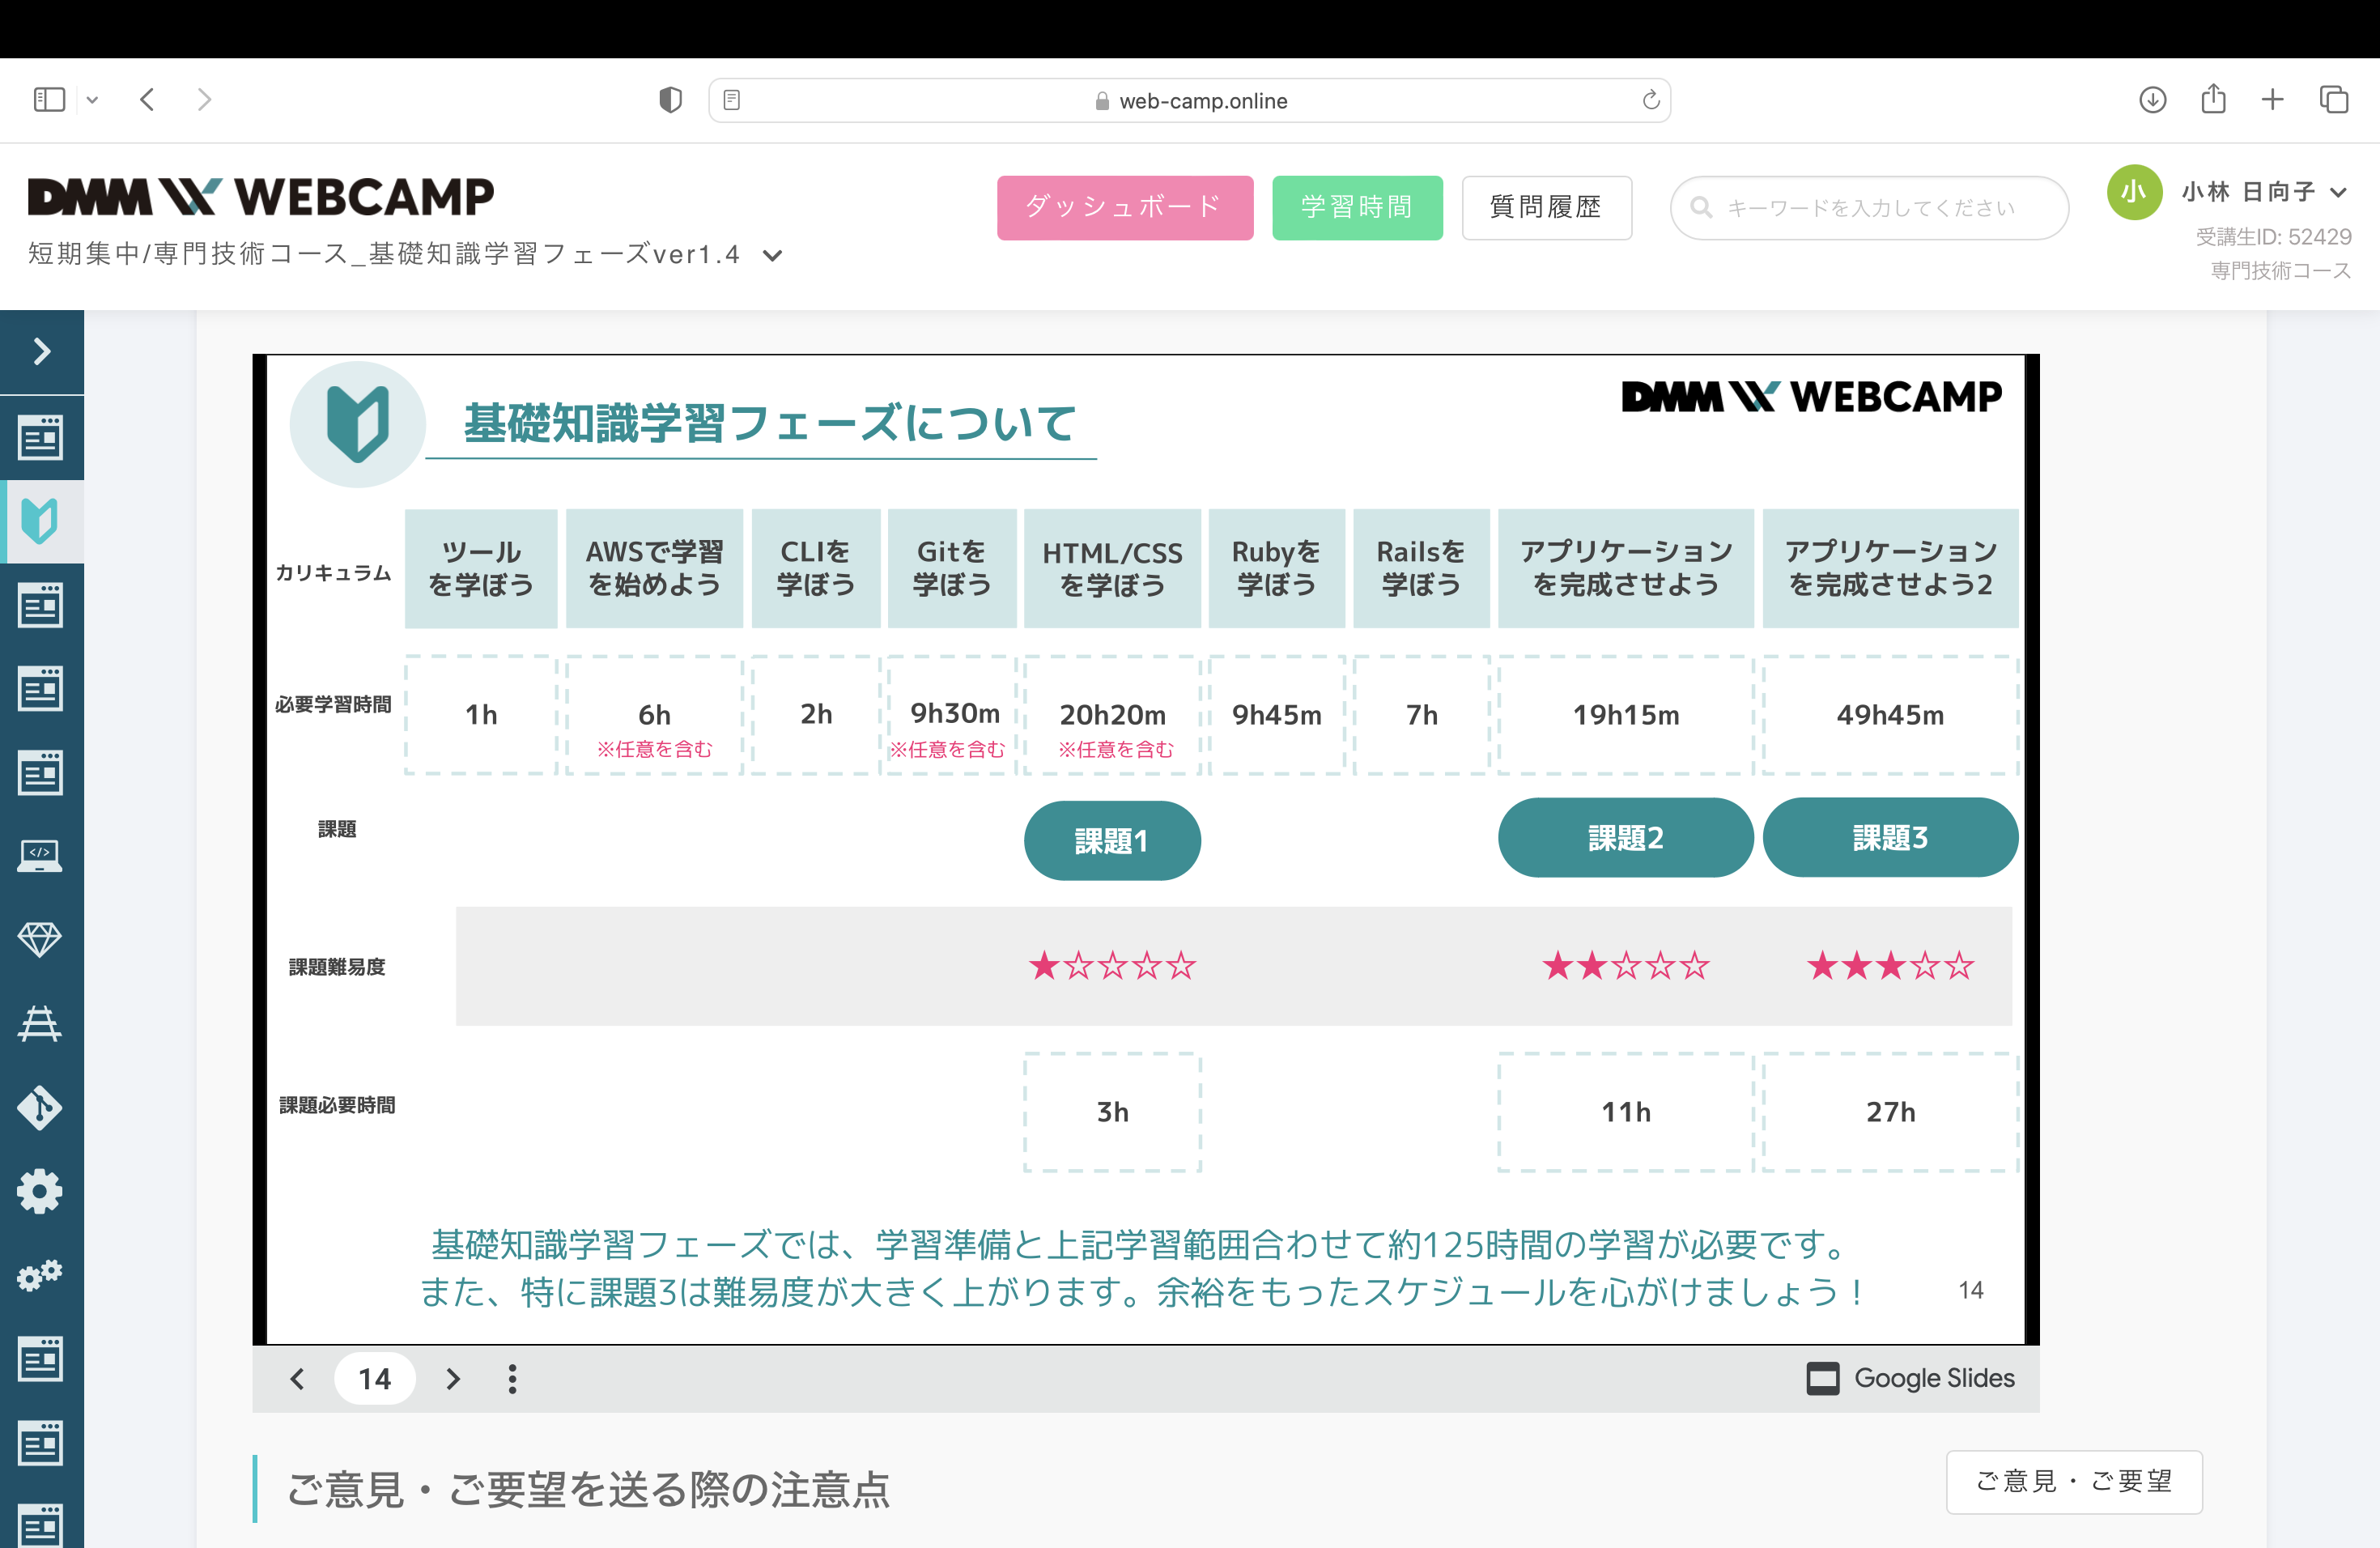 web-camp.online
DMM WEBCAMP
短期集中/専門技術コース_基礎知識学習フェーズver1.4
ダッシュボード
学習時間
質問履歴
キーワードを入力してください
小
小林 日向子
受講生ID: 52429
専門技術コース
基礎知識学習フェーズについて
DMM WEBCAMP
カリキュラム
ツール
を学ぼう
AWSで学習
を始めよう
CLIを
学ぼう
Gitを
学ぼう
HTML/CSS
を学ぼう
Rubyを
学ぼう
Railsを
学ぼう
アプリケーション
を完成させよう
アプリケーション
を完成させよう2
必要学習時間
1h
6h
※任意を含む
2h
9h30m
※任意を含む
20h20m
※任意を含む
9h45m
7h
19h15m
49h45m
課題
課題1
課題2
課題3
課題難易度
★☆☆☆☆
★★☆☆☆
★★★☆☆
課題必要時間
3h
11h
27h
基礎知識学習フェーズでは、学習準備と上記学習範囲合わせて約125時間の学習が必要です。
また、特に課題3は難易度が大きく上がります。余裕をもったスケジュールを心がけましょう！
14
14
Google Slides
ご意見・ご要望を送る際の注意点
ご意見・ご要望